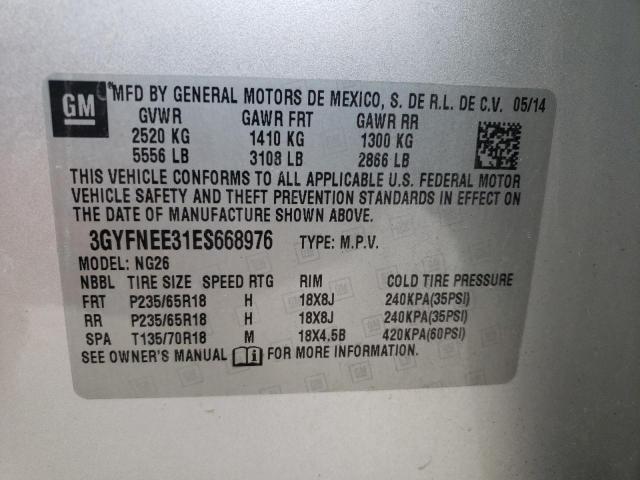 GM
MFD BY GENERAL MOTORS DE MEXICO, S. DE R.L. DE C.V. 05/14
GVWR GAWR FRT GAWR RR
2520 KG 1410 KG 1300 KG
5556 LB 3108 LB 2866 LB
THIS VEHICLE CONFORMS TO ALL APPLICABLE U.S. FEDERAL MOTOR
VEHICLE SAFETY AND THEFT PREVENTION STANDARDS IN EFFECT ON
THE DATE OF MANUFACTURE SHOWN ABOVE.
3GYFNEE31ES668976 TYPE: M.P.V.
MODEL: NG26
NBBL TIRE SIZE SPEED RTG RIM COLD TIRE PRESSURE
FRT P235/65R18 H 18X8J 240KPA(35PSI)
RR P235/65R18 H 18X8J 240KPA(35PSI)
SPA T135/70R18 M 18X4.5B 420KPA(60PSI)
SEE OWNER'S MANUAL i FOR MORE INFORMATION.